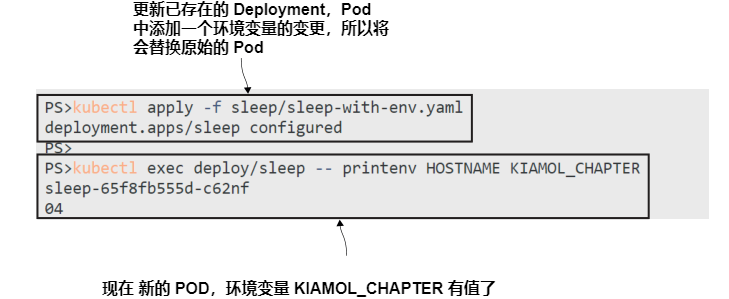 更新已存在的 Deployment，Pod
中添加一个环境变量的变更，所以将
会替换原始的 Pod
PS>kubectl apply -f sleep/sleep-with-env.yaml
deployment.apps/sleep configured
PS>
PS>kubectl exec deploy/sleep -- printenv HOSTNAME KIAMOL_CHAPTER
sleep-65f8fb555d-c62nf
04
现在 新的 POD，环境变量 KIAMOL_CHAPTER 有值了